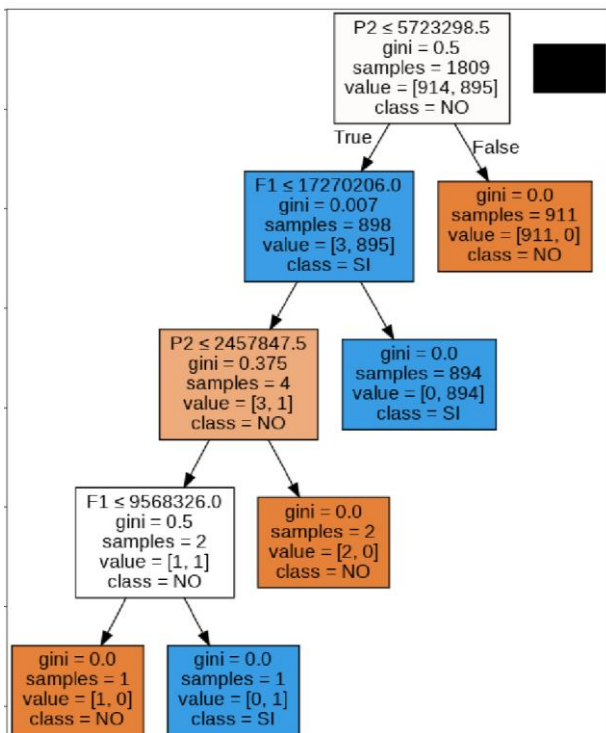 P2 ≤ 5723298.5
gini = 0.5
samples = 1809
value = [914, 895]
class = NO
True
False
F1 ≤ 17270206.0
gini = 0.007
samples = 898
value = [3, 895]
class = SI
gini = 0.0
samples = 911
value = [911, 0]
class = NO
P2 ≤ 2457847.5
gini = 0.375
samples = 4
value = [3, 1]
class = NO
gini = 0.0
samples = 894
value = [0, 894]
class = SI
F1 ≤ 9568326.0
gini = 0.5
samples = 2
value = [1, 1]
class = NO
gini = 0.0
samples = 2
value = [2, 0]
class = NO
gini = 0.0
samples = 1
value = [1, 0]
class = NO
gini = 0.0
samples = 1
value = [0, 1]
class = SI